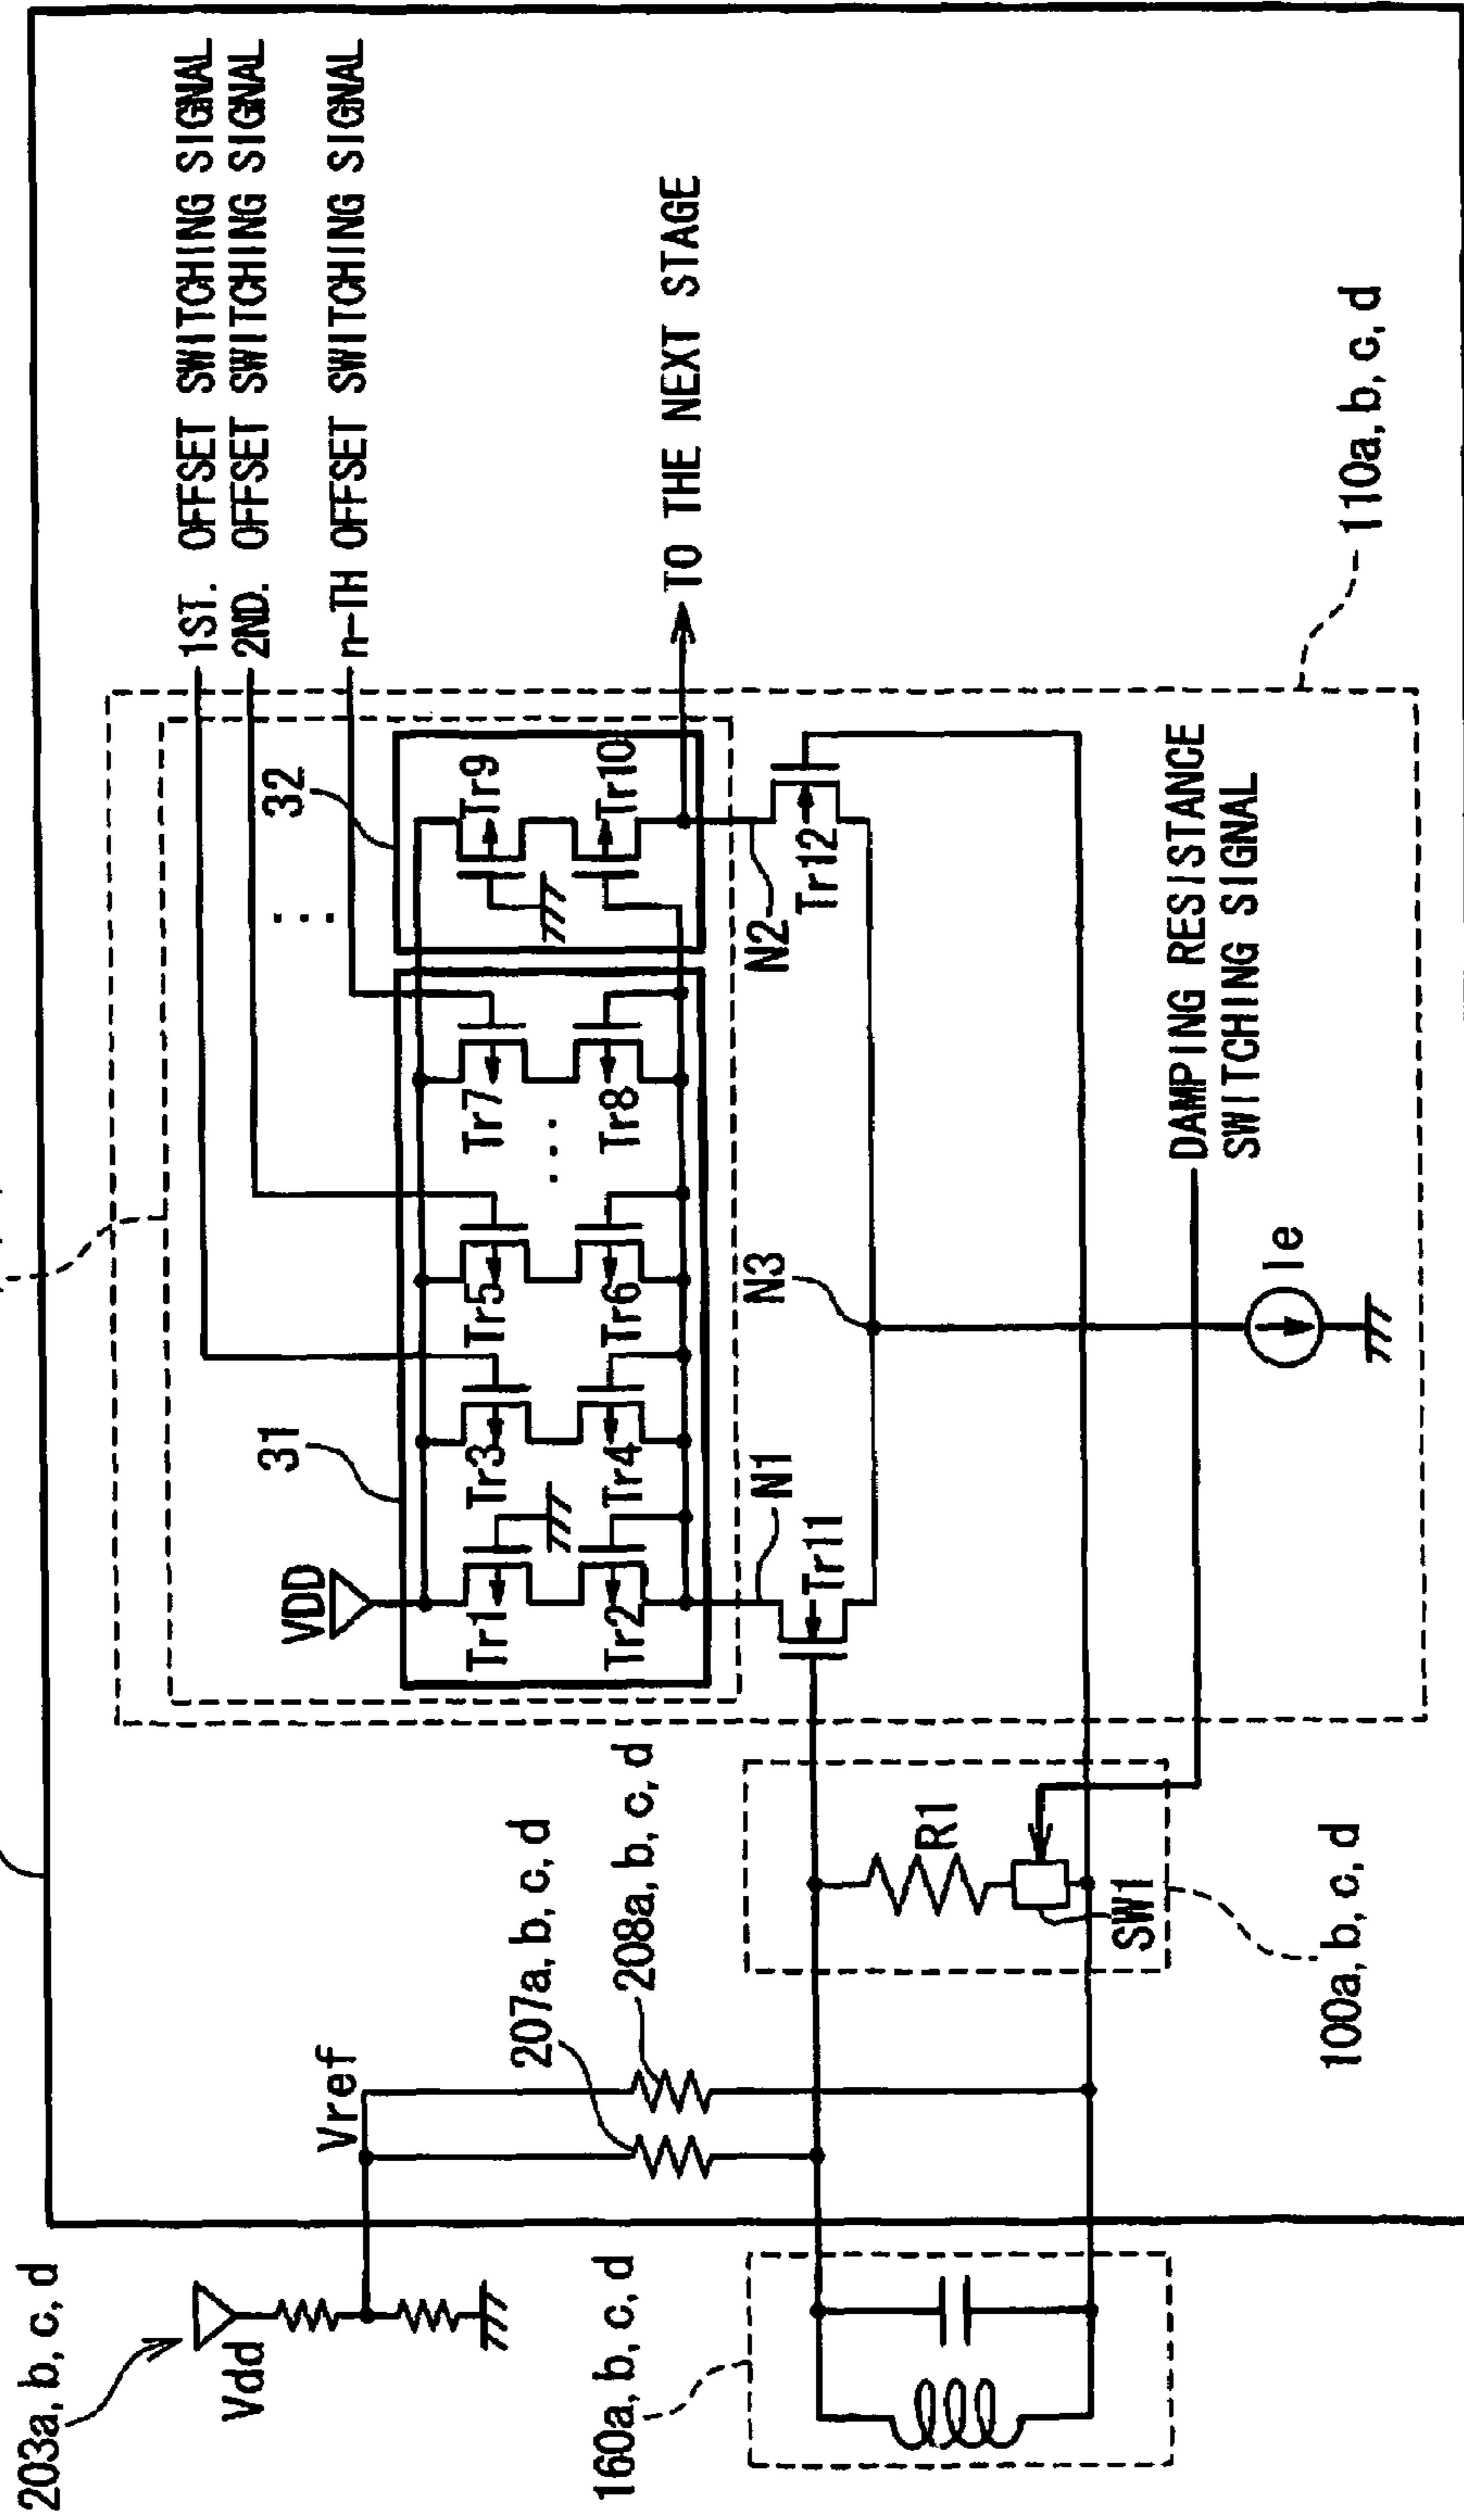 203a, b, c, d
Vdd
Vref
160a, b, c, d
207a, b, c, d
208a, b, c, d
R1
SW1
100a, b, c, d
VDD
31
32
1ST. OFFSET SWITCHING SIGNAL
2ND. OFFSET SWITCHING SIGNAL
n-TH OFFSET SWITCHING SIGNAL
Tr1
Tr3
Tr5
Tr7
Tr9
Tr2
Tr4
Tr6
Tr8
Tr10
TO THE NEXT STAGE
N1
N3
N2
Tr11
Tr12
DAMPING RESISTANCE
SWITCHING SIGNAL
Ie
110a, b, c, d